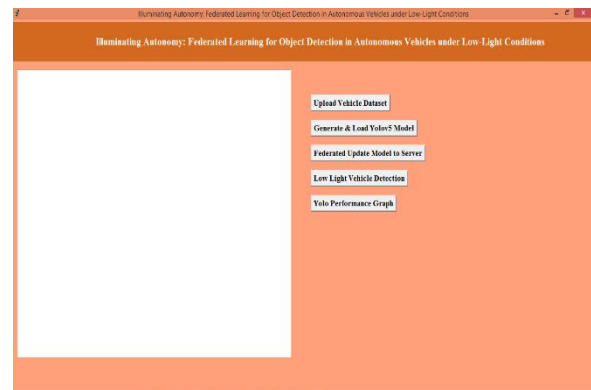 Illuminating Autonomy: Federated Learning for Object Detection in Autonomous Vehicles under Low-Light Conditions
Illuminating Autonomy: Federated Learning for Object Detection in Autonomous Vehicles under Low-Light Conditions
Upload Vehicle Dataset
Generate & Load Yolov5 Model
Federated Update Model to Server
Low Light Vehicle Detection
Yolo Performance Graph